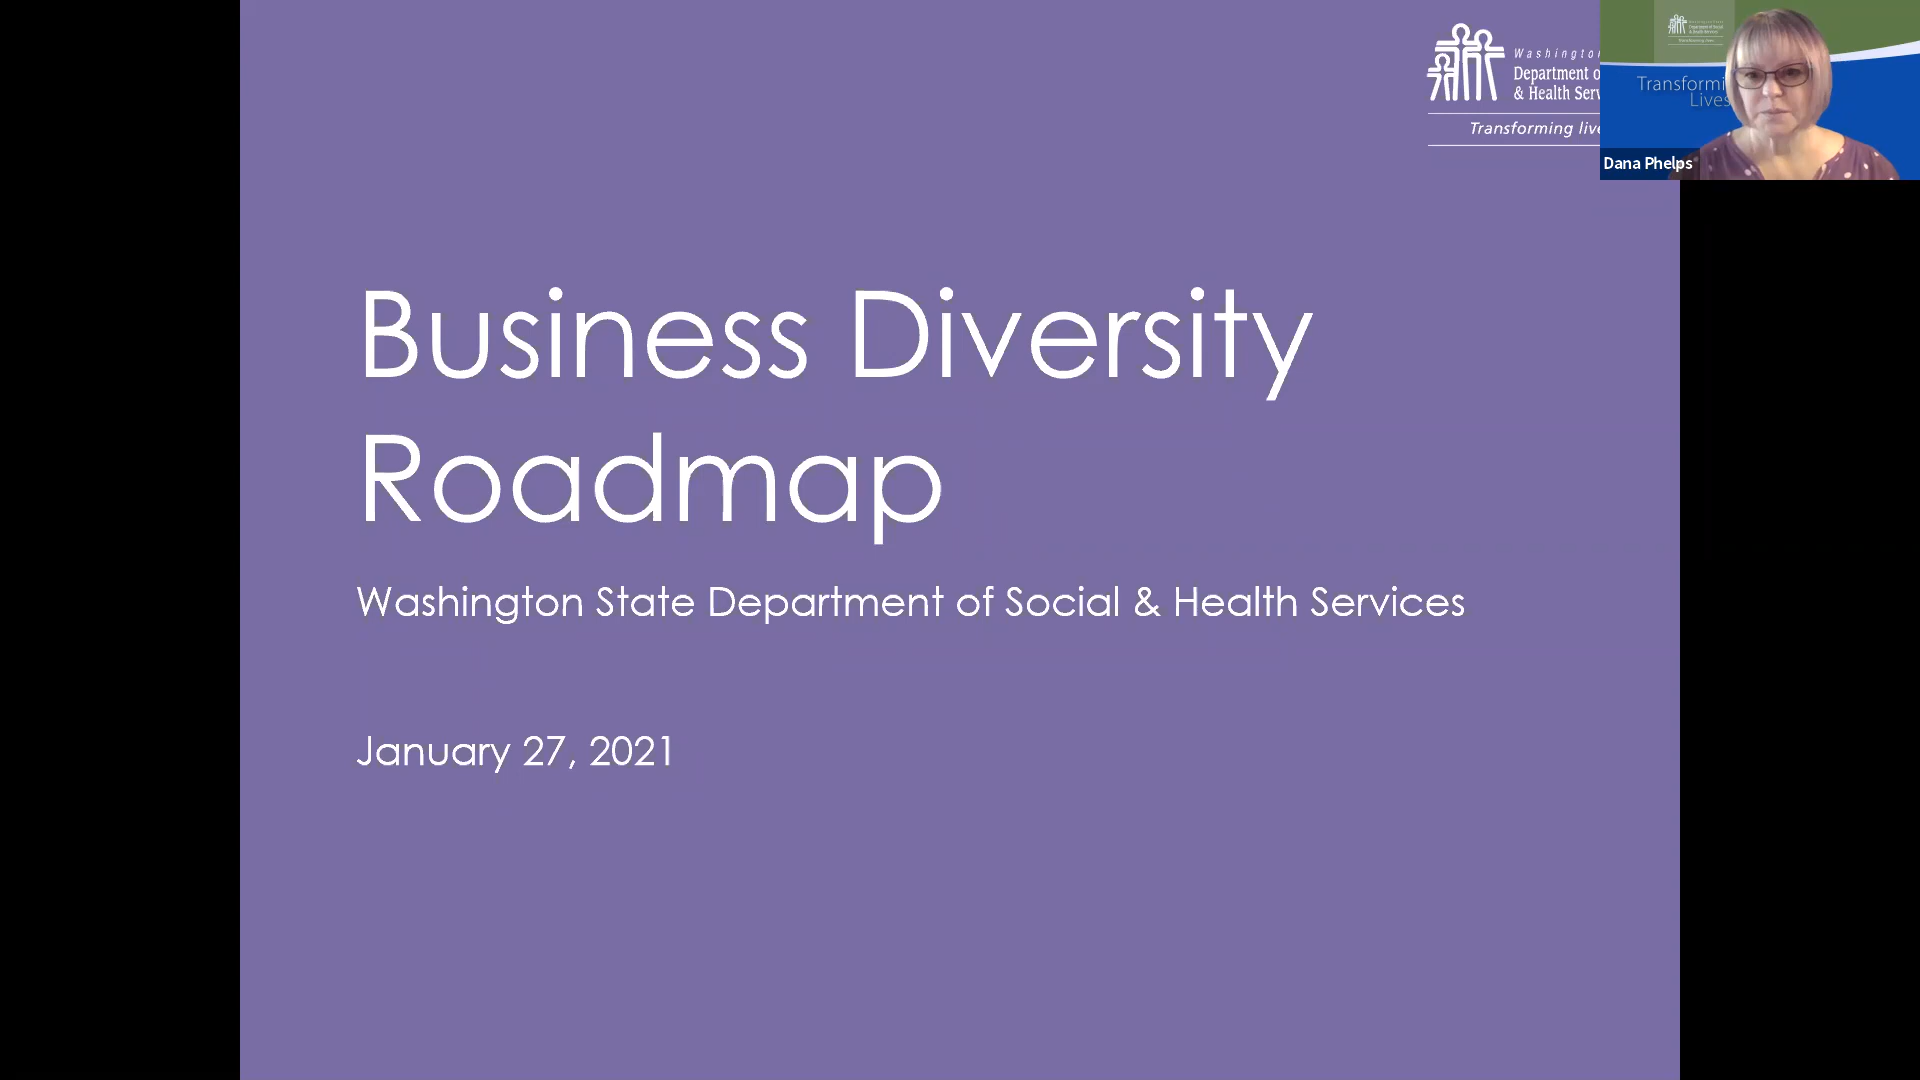 Washingto
Department o
& Health Serv
Transforming liv
Transformi
Lives
Dana Phelps
Business Diversity
Roadmap
Washington State Department of Social & Health Services
January 27, 2021